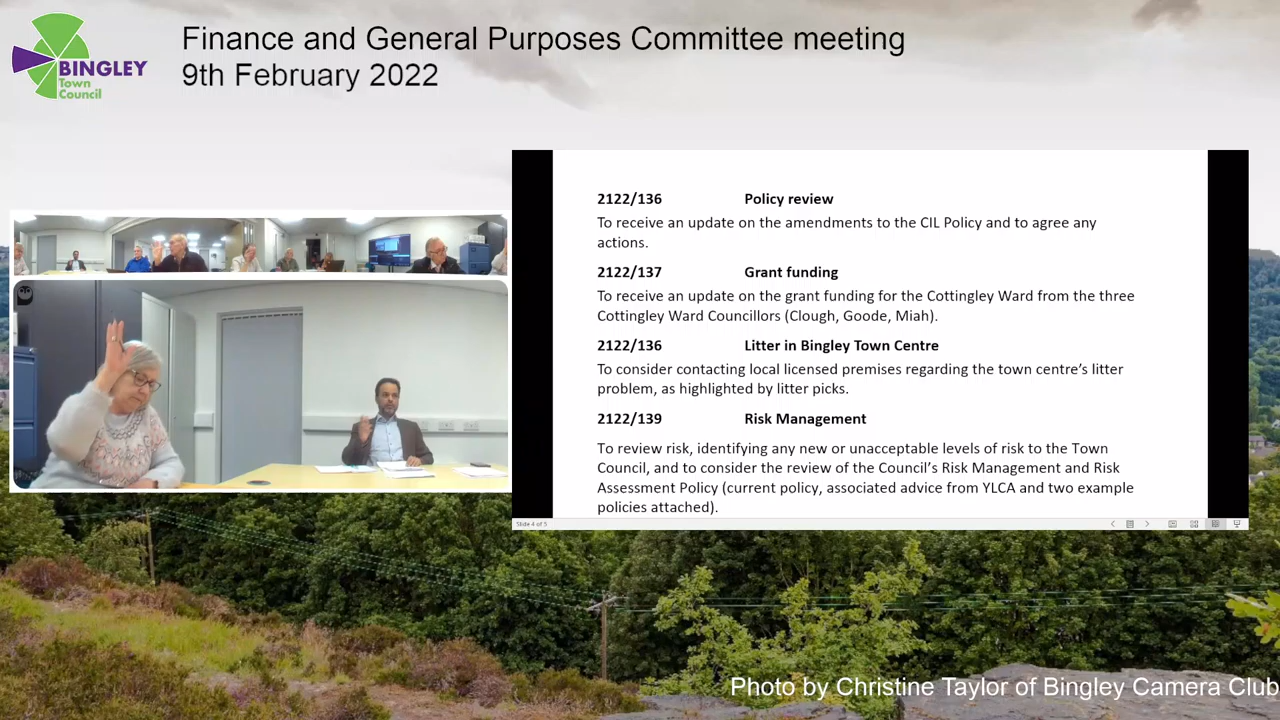 Finance and General Purposes Committee meeting
9th February 2022
BINGLEY
Town
Council
2122/136 Policy review
To receive an update on the amendments to the CIL Policy and to agree any
actions.
2122/137 Grant funding
To receive an update on the grant funding for the Cottingley Ward from the three
Cottingley Ward Councillors (Clough, Goode, Miah).
2122/136 Litter in Bingley Town Centre
To consider contacting local licensed premises regarding the town centre's litter
problem, as highlighted by litter picks.
2122/139 Risk Management
To review risk, identifying any new or unacceptable levels of risk to the Town
Council, and to consider the review of the Council's Risk Management and Risk
Assessment Policy (current policy, associated advice from YLCA and two example
policies attached).
Slide 4 of 5
Photo by Christine Taylor of Bingley Camera Club